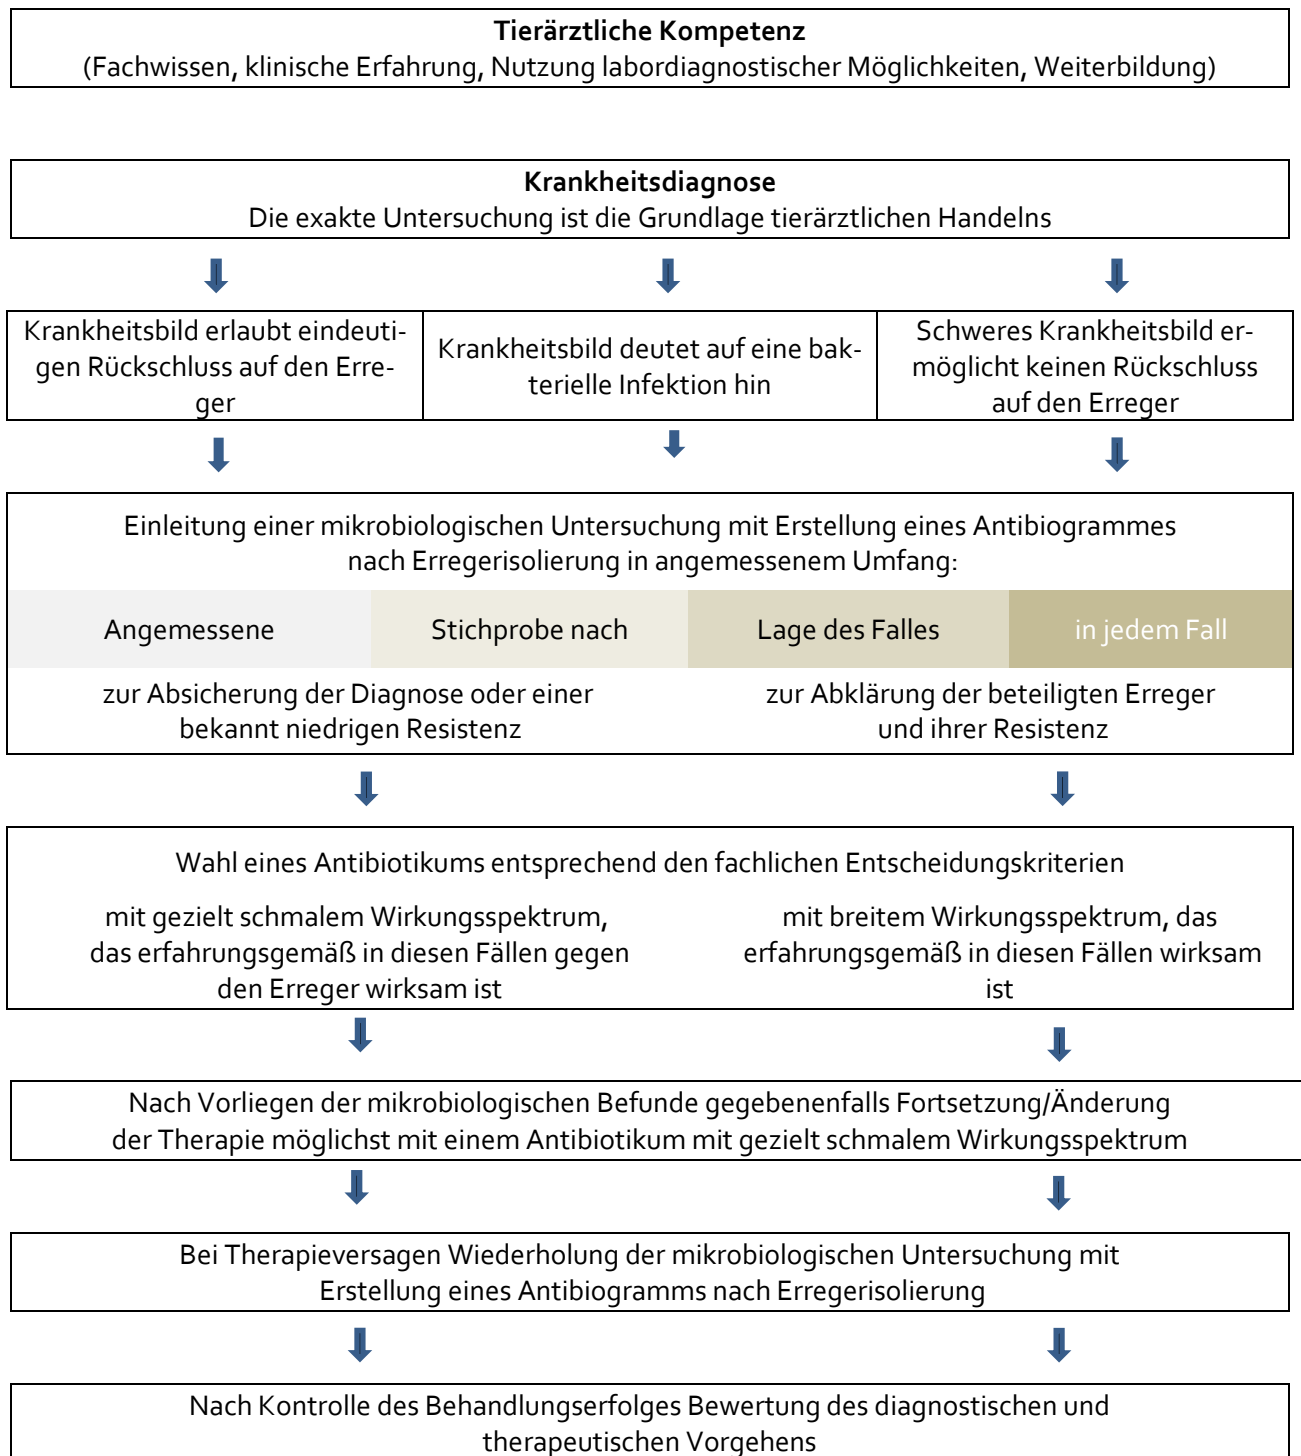 Tierärztliche Kompetenz
(Fachwissen, klinische Erfahrung, Nutzung labordiagnostischer Möglichkeiten, Weiterbildung)
Krankheitsdiagnose
Die exakte Untersuchung ist die Grundlage tierärztlichen Handelns
Krankheitsbild erlaubt eindeuti-
gen Rückschluss auf den Erre-
ger
Krankheitsbild deutet auf eine bak-
terielle Infektion hin
Schweres Krankheitsbild er-
möglicht keinen Rückschluss
auf den Erreger
Einleitung einer mikrobiologischen Untersuchung mit Erstellung eines Antibiogrammes
nach Erregerisolierung in angemessenem Umfang:
Angemessene Stichprobe nach Lage des Falles in jedem Fall
zur Absicherung der Diagnose oder einer
bekannt niedrigen Resistenz
zur Abklärung der beteiligten Erreger
und ihrer Resistenz
Wahl eines Antibiotikums entsprechend den fachlichen Entscheidungskriterien
mit gezielt schmalem Wirkungsspektrum,
das erfahrungsgemäß in diesen Fällen gegen
den Erreger wirksam ist
mit breitem Wirkungsspektrum, das
erfahrungsgemäß in diesen Fällen wirksam
ist
Nach Vorliegen der mikrobiologischen Befunde gegebenenfalls Fortsetzung/Änderung
der Therapie möglichst mit einem Antibiotikum mit gezielt schmalem Wirkungsspektrum
Bei Therapieversagen Wiederholung der mikrobiologischen Untersuchung mit
Erstellung eines Antibiogramms nach Erregerisolierung
Nach Kontrolle des Behandlungserfolges Bewertung des diagnostischen und
therapeutischen Vorgehens